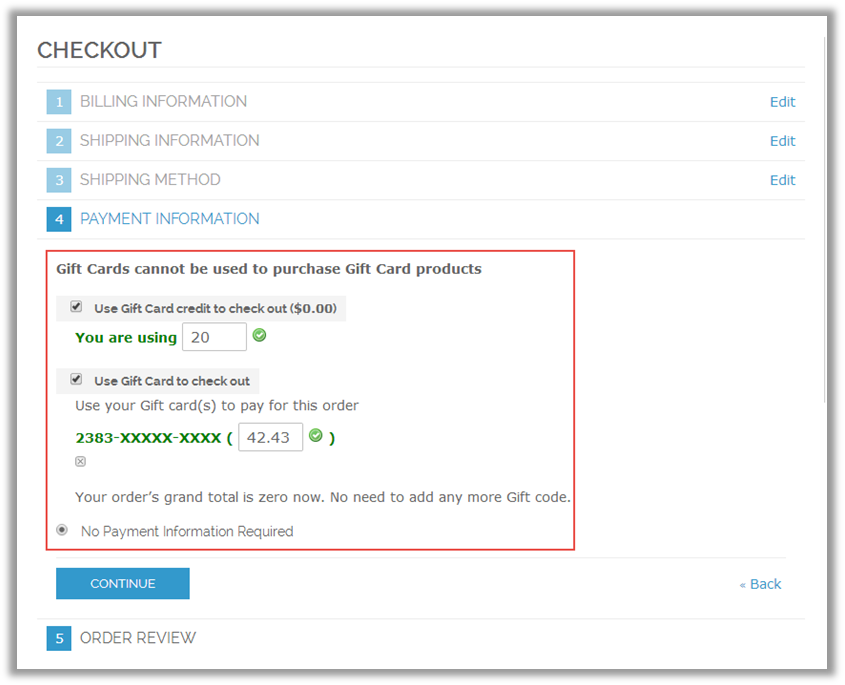 CHECKOUT
1 BILLING INFORMATION Edit
2 SHIPPING INFORMATION Edit
3 SHIPPING METHOD Edit
4 PAYMENT INFORMATION
Gift Cards cannot be used to purchase Gift Card products
Use Gift Card credit to check out ($0.00)
You are using 20
Use Gift Card to check out
Use your Gift card(s) to pay for this order
2383-XXXXX-XXXX ( 42.43 )
Your order's grand total is zero now. No need to add any more Gift code.
No Payment Information Required
CONTINUE « Back
5 ORDER REVIEW